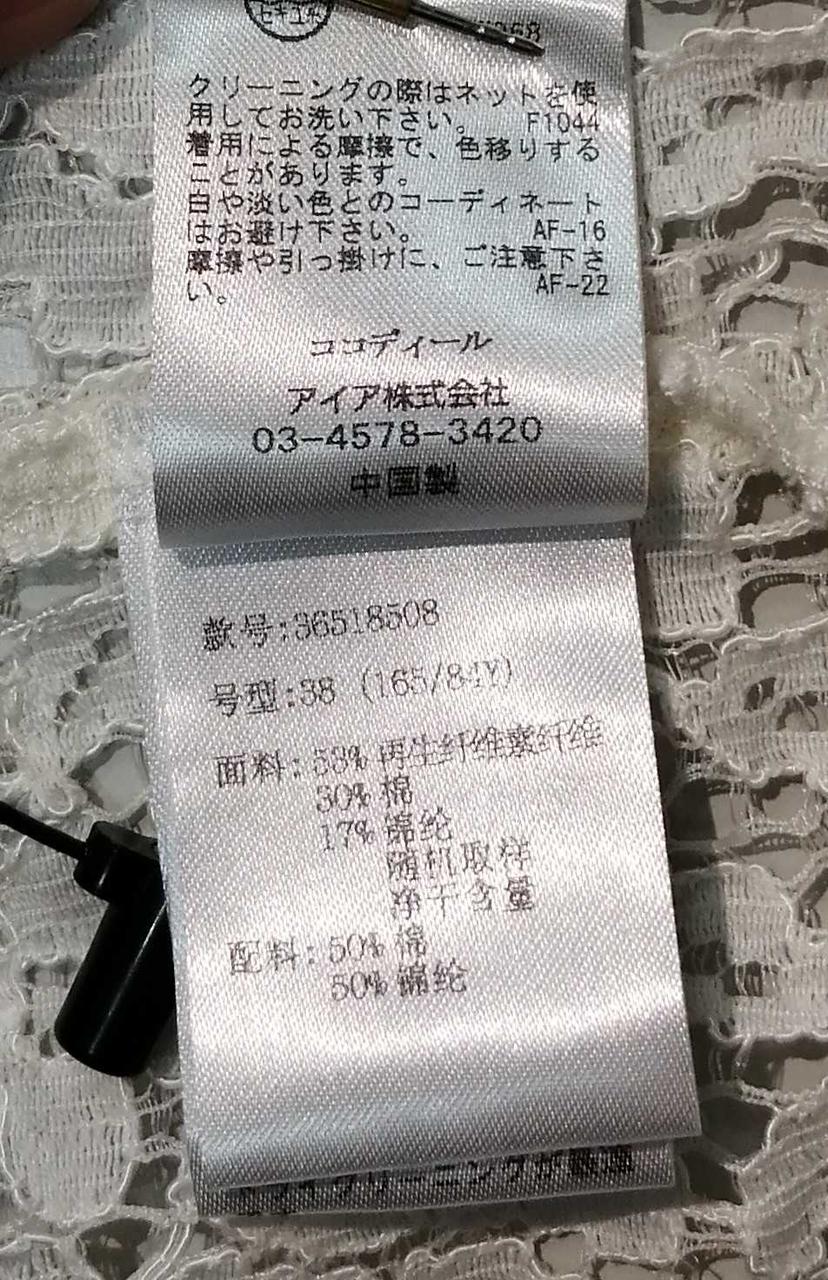 セキユ系
クリーニングの際はネットを使
用してお洗い下さい。 F1044
着用による摩擦で、色移りする
ことがあります。
白や淡い色とのコーディネート
はお避け下さい。 AF-16
摩擦や引っ掛けに、ご注意下さ
い。 AF-22
ココディール
アイア株式会社
03-4578-3420
中国製
款号:36518508
号型:38 (165/84Y)
面料: 53% 再生纤维素纤维
30% 棉
17% 锦纶
随机取样
净干含量
配料: 50% 棉
50% 锦纶